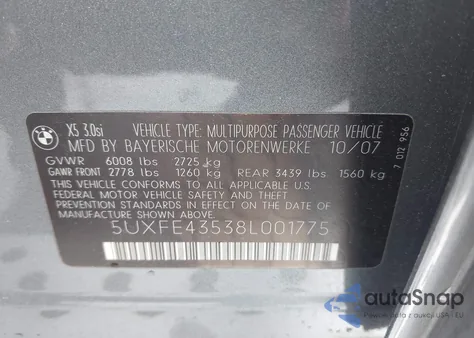 BMW
X5 3.0si
VEHICLE TYPE: MULTIPURPOSE PASSENGER VEHICLE
MFD BY BAYERISCHE MOTORENWERKE 10/07
GVWR 6008 lbs 2725 kg
GAWR FRONT 2778 lbs 1260 kg REAR 3439 lbs 1560 kg
THIS VEHICLE CONFORMS TO ALL APPLICABLE U.S.
FEDERAL MOTOR VEHICLE SAFETY, BUMPER, AND THEFT
PREVENTION STANDARDS IN EFFECT ON THE DATE OF
MANUFACTURE SHOWN ABOVE.
5UXFE43538L001775
7 012 956
autoSnap